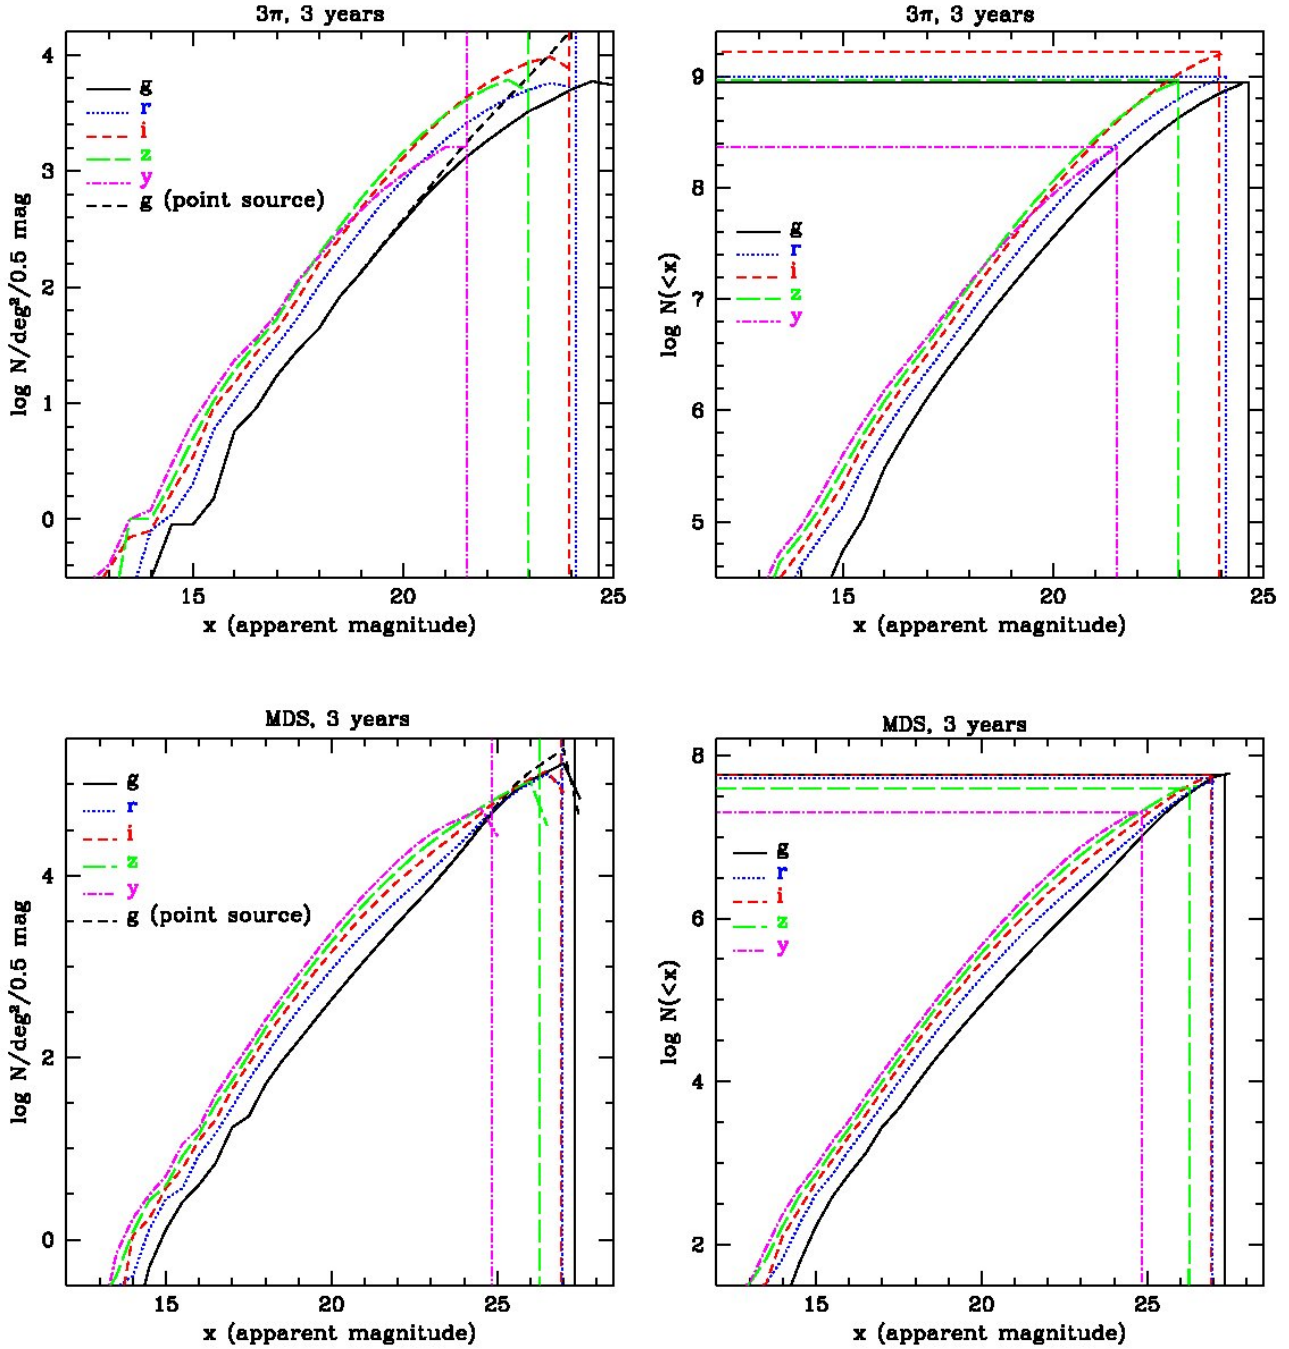 3π, 3 years
log N/deg²/0.5 mag
4
3
2
1
0
g
r
i
z
y
g (point source)
15
20
25
x (apparent magnitude)
3π, 3 years
log N(<x)
9
8
7
6
5
g
r
i
z
y
15
20
25
x (apparent magnitude)
MDS, 3 years
log N/deg²/0.5 mag
4
2
0
g
r
i
z
y
g (point source)
15
20
25
x (apparent magnitude)
MDS, 3 years
log N(<x)
8
6
4
2
g
r
i
z
y
15
20
25
x (apparent magnitude)